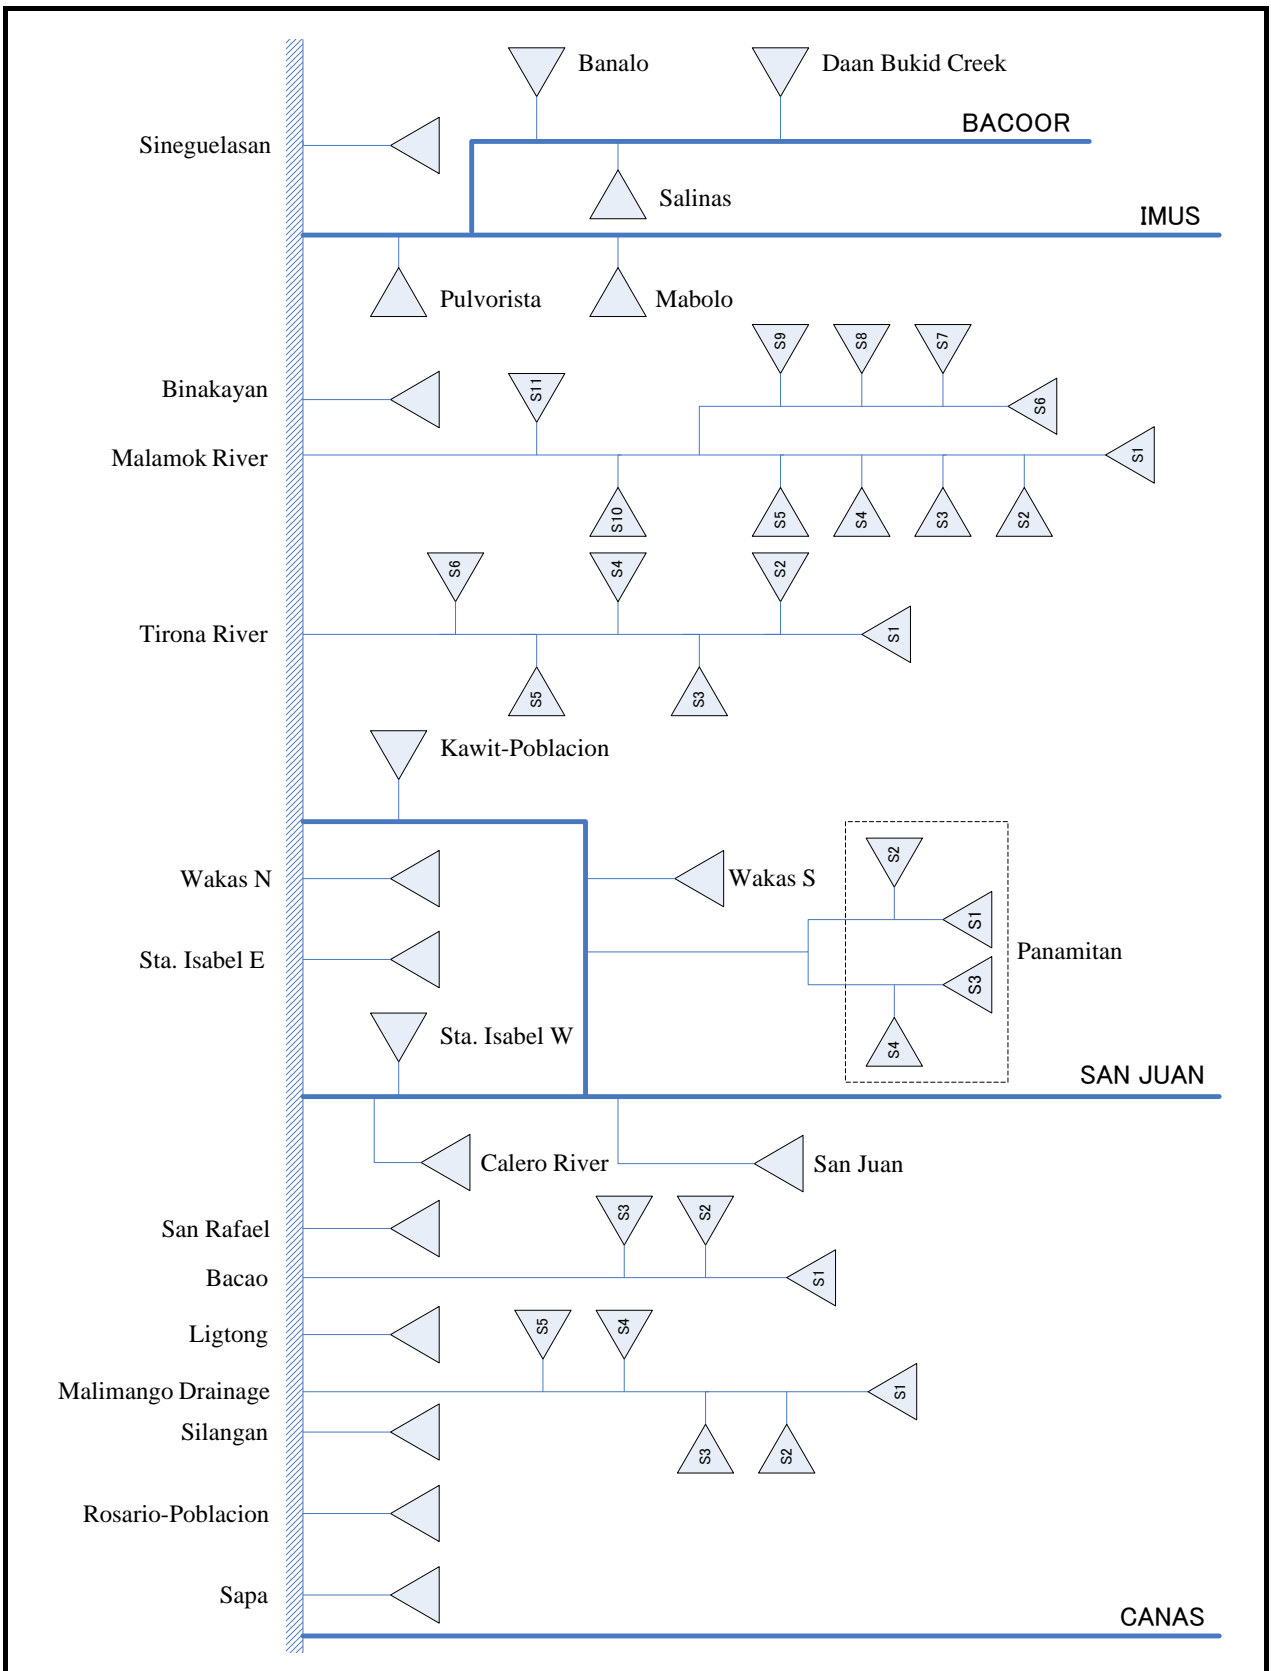 Banalo
Daan Bukid Creek
BACOOR
Sineguelasan
Salinas
IMUS
Pulvorista
Mabolo
S9
S8
S7
Binakayan
S11
S6
Malamok River
S1
S10
S5
S4
S3
S2
S6
S4
S2
Tirona River
S1
S5
S3
Kawit-Poblacion
S2
Wakas N
Wakas S
S1
Sta. Isabel E
Panamitan
S3
Sta. Isabel W
S4
SAN JUAN
Calero River
San Juan
San Rafael
S3
S2
Bacao
S1
Ligtong
S5
S4
Malimango Drainage
S1
Silangan
S3
S2
Rosario-Poblacion
Sapa
CANAS